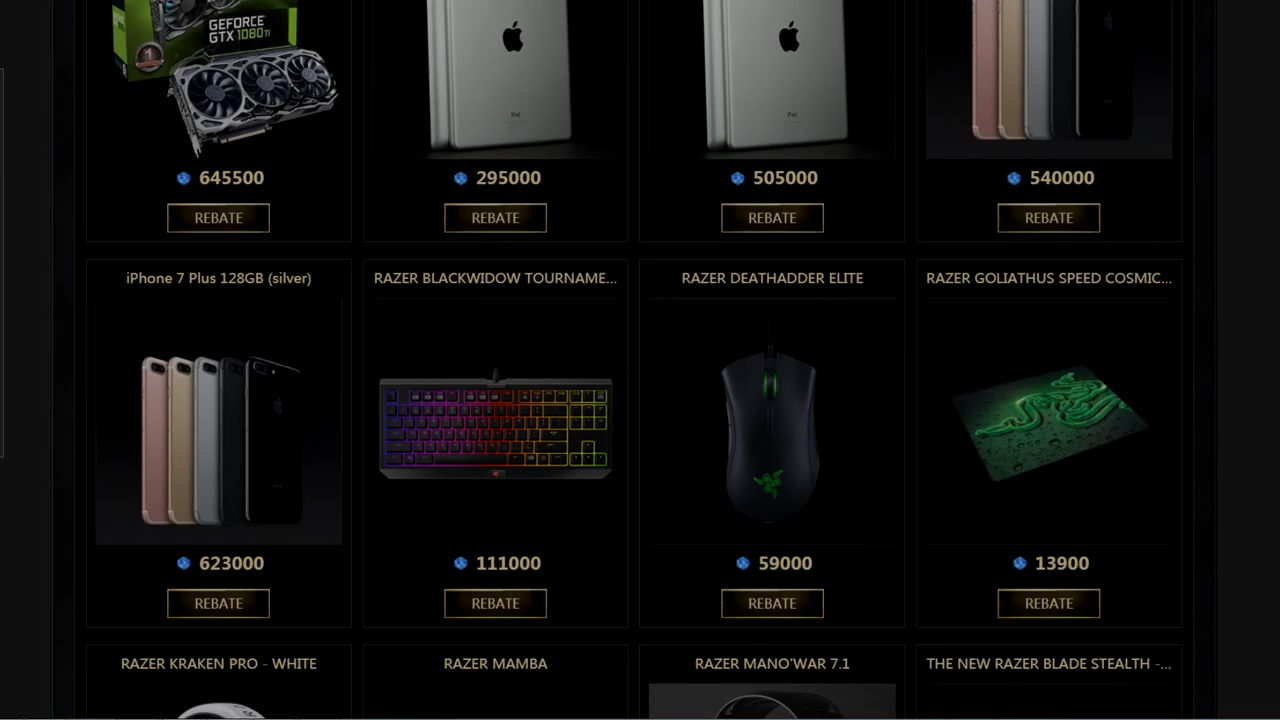 GEFORCE
GTX 1080 Ti
iPad
iPad
645500
295000
505000
540000
REBATE
REBATE
REBATE
REBATE
iPhone 7 Plus 128GB (silver)
RAZER BLACKWIDOW TOURNAME...
RAZER DEATHADDER ELITE
RAZER GOLIATHUS SPEED COSMIC...
623000
111000
59000
13900
REBATE
REBATE
REBATE
REBATE
RAZER KRAKEN PRO - WHITE
RAZER MAMBA
RAZER MANO'WAR 7.1
THE NEW RAZER BLADE STEALTH -...